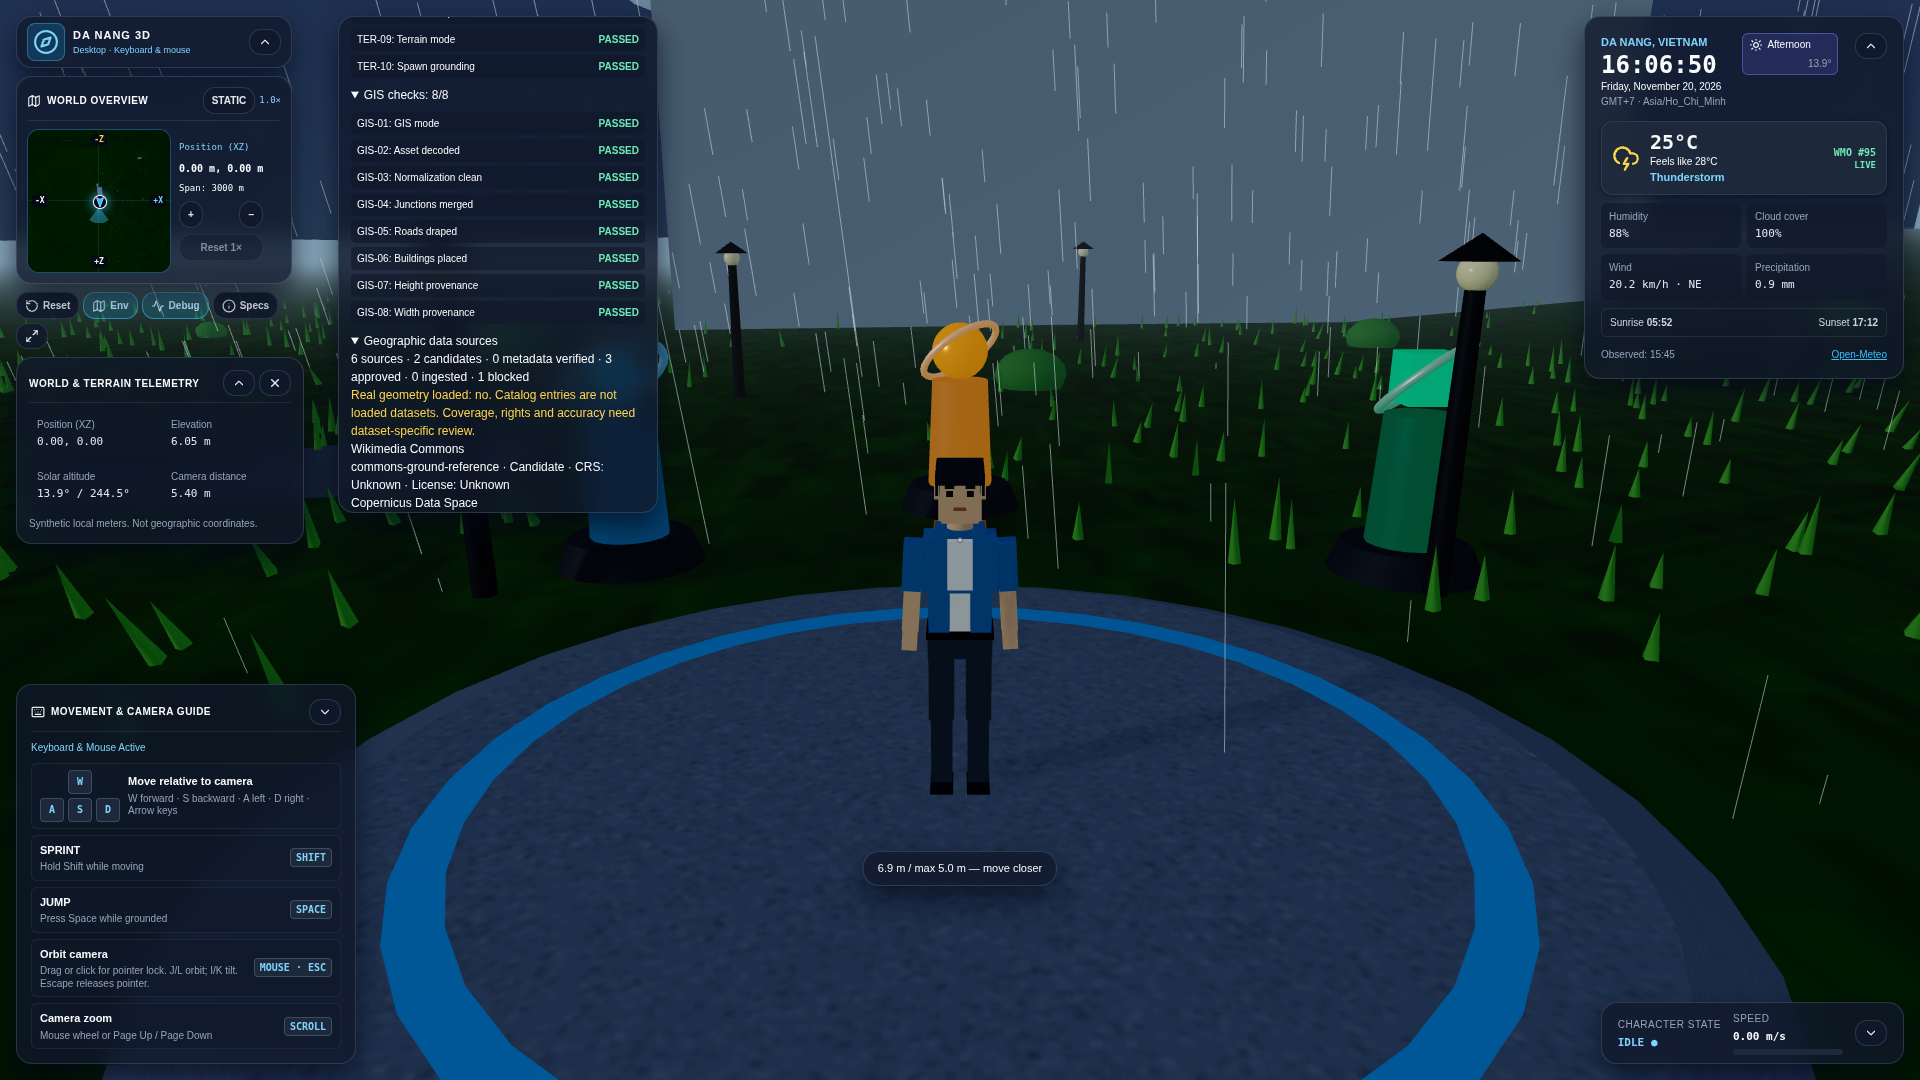 DA NANG 3D
Desktop · Keyboard & mouse
WORLD OVERVIEW
STATIC
1.0×
-Z
-X
+X
+Z
Position (XZ)
0.00 m, 0.00 m
Span: 3000 m
+
−
Reset 1×
Reset
Env
Debug
Specs
WORLD & TERRAIN TELEMETRY
Position (XZ)
0.00, 0.00
Elevation
6.05 m
Solar altitude
13.9° / 244.5°
Camera distance
5.40 m
Synthetic local meters. Not geographic coordinates.
MOVEMENT & CAMERA GUIDE
Keyboard & Mouse Active
W
A
S
D
Move relative to camera
W forward · S backward · A left · D right ·
Arrow keys
SPRINT
Hold Shift while moving
SHIFT
JUMP
Press Space while grounded
SPACE
Orbit camera
Drag or click for pointer lock. J/L orbit; I/K tilt.
Escape releases pointer.
MOUSE · ESC
Camera zoom
Mouse wheel or Page Up / Page Down
SCROLL
TER-09: Terrain mode PASSED
TER-10: Spawn grounding PASSED
▼ GIS checks: 8/8
GIS-01: GIS mode PASSED
GIS-02: Asset decoded PASSED
GIS-03: Normalization clean PASSED
GIS-04: Junctions merged PASSED
GIS-05: Roads draped PASSED
GIS-06: Buildings placed PASSED
GIS-07: Height provenance PASSED
GIS-08: Width provenance PASSED
▼ Geographic data sources
6 sources · 2 candidates · 0 metadata verified · 3
approved · 0 ingested · 1 blocked
Real geometry loaded: no. Catalog entries are not
loaded datasets. Coverage, rights and accuracy need
dataset-specific review.
Wikimedia Commons
commons-ground-reference · Candidate · CRS:
Unknown · License: Unknown
Copernicus Data Space
6.9 m / max 5.0 m — move closer
DA NANG, VIETNAM
16:06:50
Friday, November 20, 2026
GMT+7 · Asia/Ho_Chi_Minh
Afternoon
13.9°
25°C
Feels like 28°C
Thunderstorm
WMO #95
LIVE
Humidity
88%
Cloud cover
100%
Wind
20.2 km/h · NE
Precipitation
0.9 mm
Sunrise 05:52
Sunset 17:12
Observed: 15:45
Open-Meteo
CHARACTER STATE
IDLE ●
SPEED
0.00 m/s